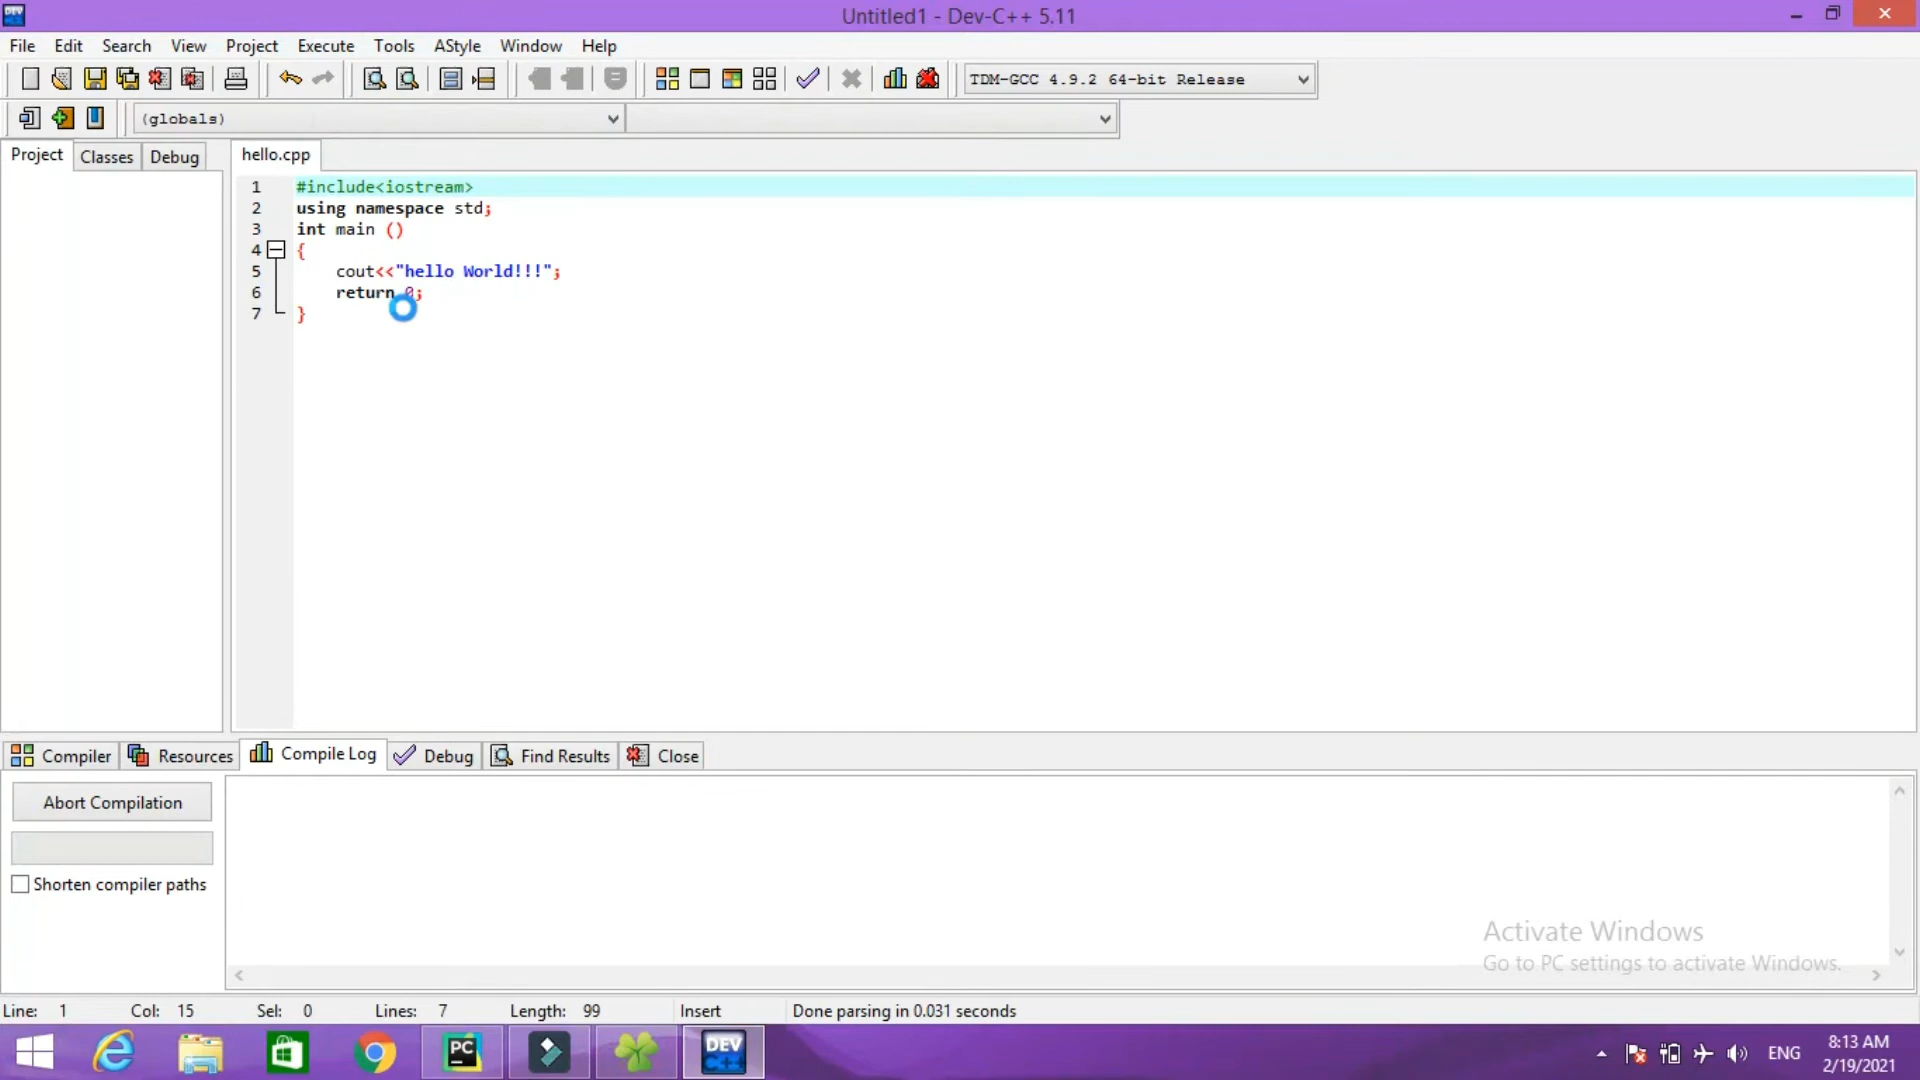 DEV
Untitled1 - Dev-C++ 5.11
File Edit Search View Project Execute Tools AStyle Window Help
TDM-GCC 4.9.2 64-bit Release
(globals)
Project Classes Debug
hello.cpp
1 #include<iostream>
2 using namespace std;
3 int main ()
4 {
5 cout<<"hello World!!!";
6 return 0;
7 }
Compiler Resources Compile Log Debug Find Results Close
Abort Compilation
Shorten compiler paths
Activate Windows
Go to PC settings to activate Windows.
Line: 1 Col: 15 Sel: 0 Lines: 7 Length: 99 Insert Done parsing in 0.031 seconds
PC
DEV
C++
ENG
8:13 AM
2/19/2021